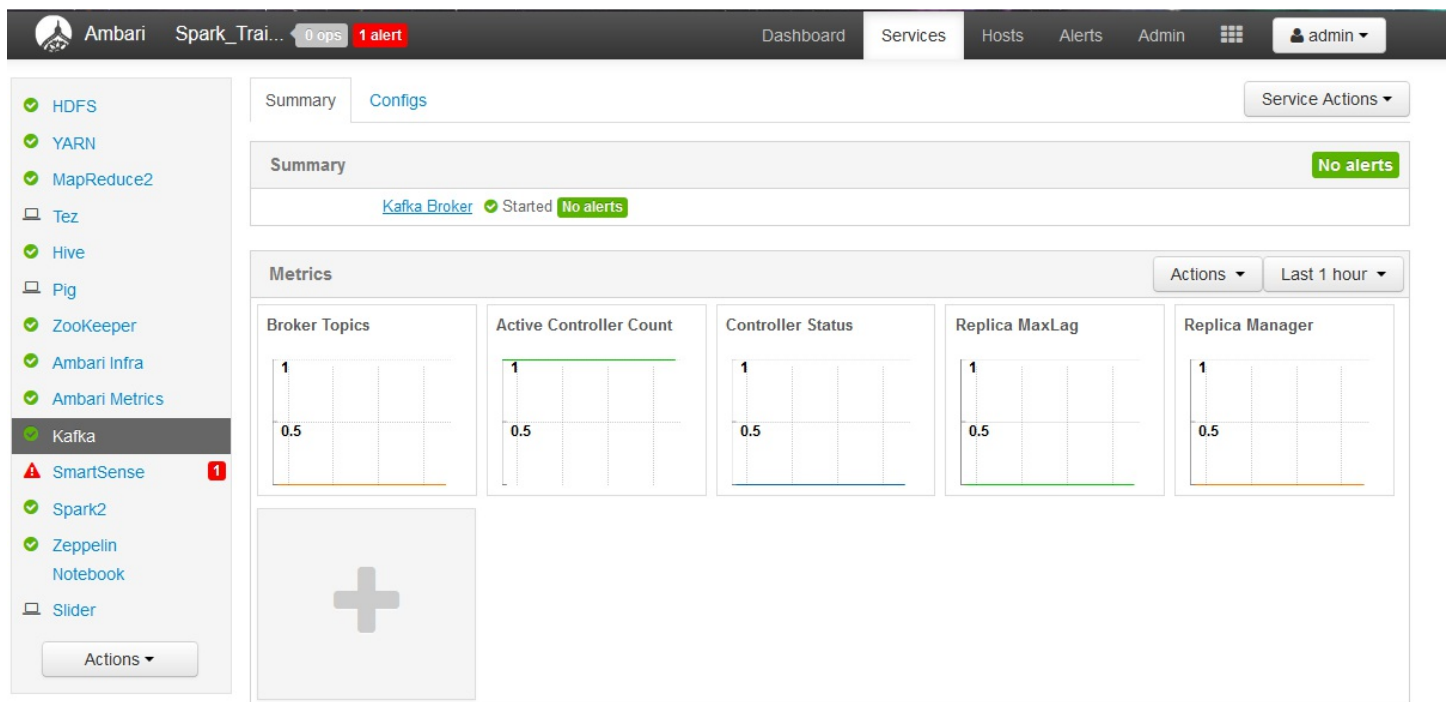 Ambari Spark_Trai... 0 ops 1 alert Dashboard Services Hosts Alerts Admin admin
HDFS
YARN
MapReduce2
Tez
Hive
Pig
ZooKeeper
Ambari Infra
Ambari Metrics
Kafka
SmartSense 1
Spark2
Zeppelin
Notebook
Slider
Actions
Summary Configs Service Actions
Summary No alerts
Kafka Broker Started No alerts
Metrics Actions Last 1 hour
Broker Topics
1
0.5
Active Controller Count
1
0.5
Controller Status
1
0.5
Replica MaxLag
1
0.5
Replica Manager
1
0.5